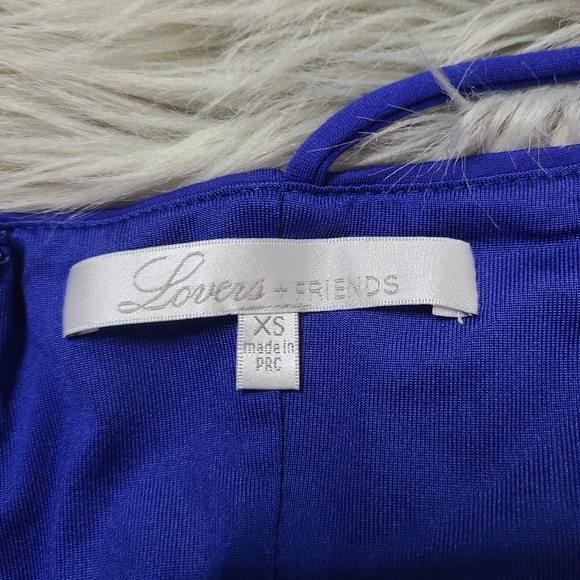 Lovers + FRIENDS
XS
made in
PRC